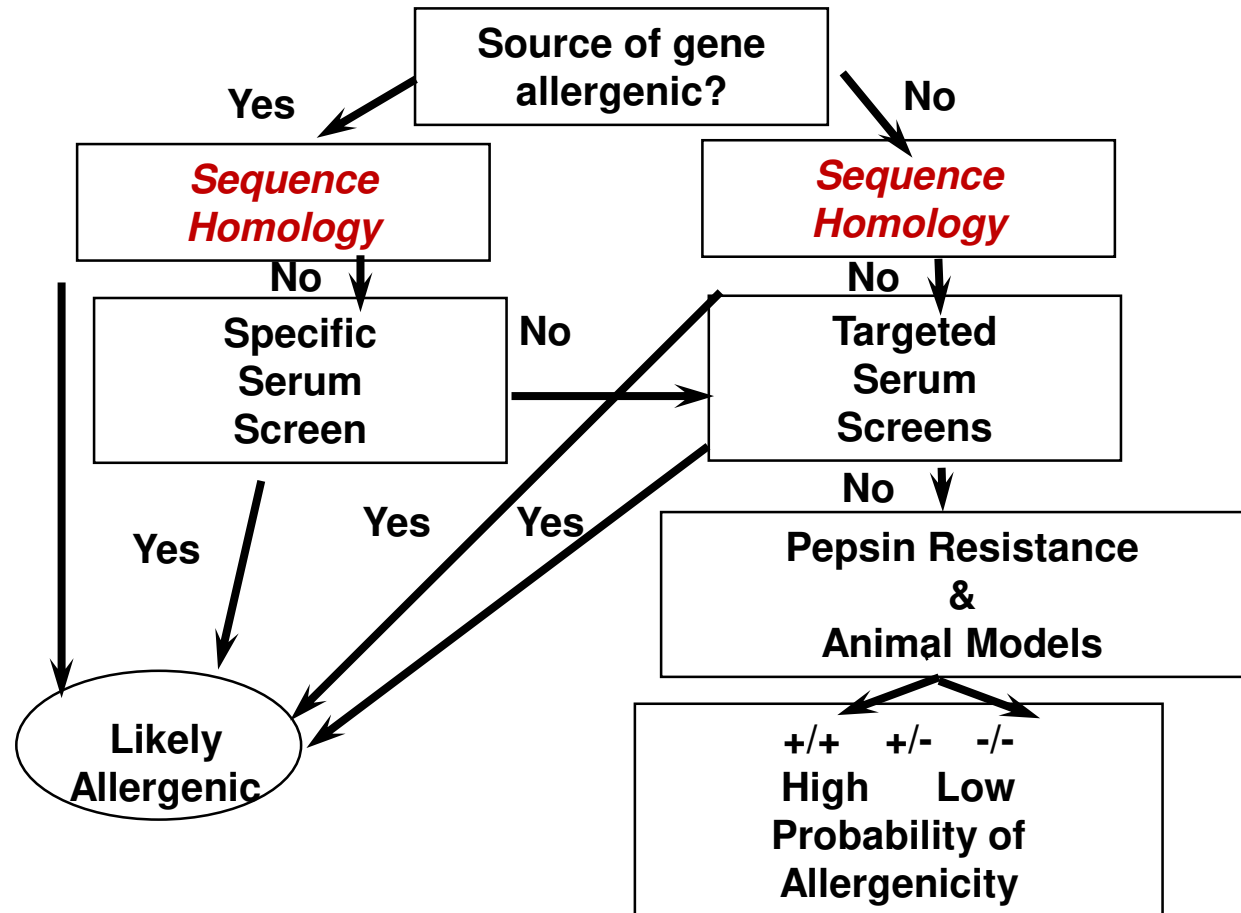 Source of gene
allergenic?
Yes
No
Sequence
Homology
Sequence
Homology
No
No
Specific
Serum
Screen
No
Targeted
Serum
Screens
Yes
Yes
Yes
No
Pepsin Resistance
&
Animal Models
Likely
Allergenic
+/+ +/- -/-
High Low
Probability of
Allergenicity